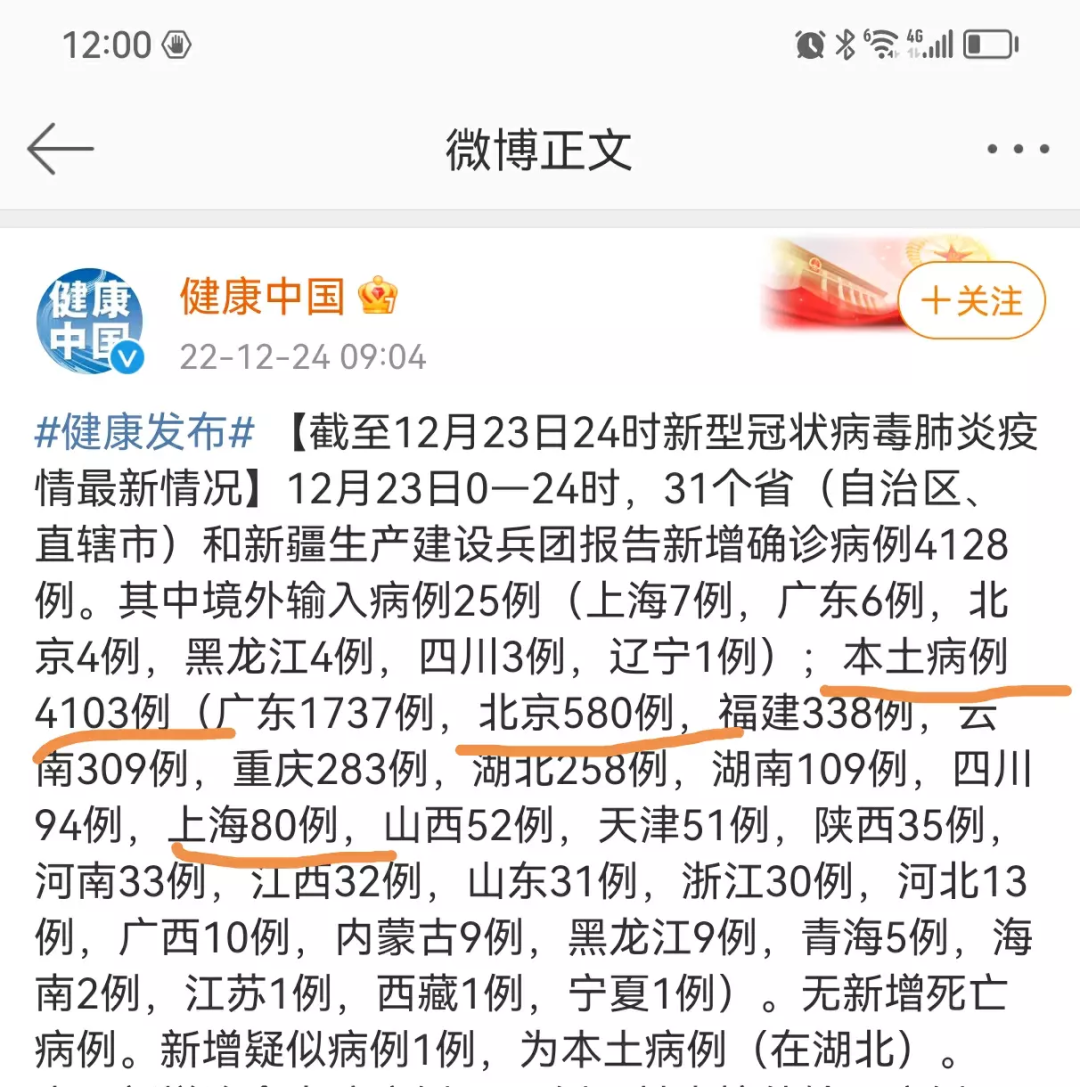 12:00
6
4G
微博正文
健康中国
健康中国
+关注
22-12-24 09:04
#健康发布#【截至12月23日24时新型冠状病毒肺炎疫
情最新情况】12月23日0—24时，31个省（自治区、
直辖市）和新疆生产建设兵团报告新增确诊病例4128
例。其中境外输入病例25例（上海7例，广东6例，北
京4例，黑龙江4例，四川3例，辽宁1例）；本土病例
4103例（广东1737例，北京580例，福建338例，云
南309例，重庆283例，湖北258例，湖南109例，四川
94例，上海80例，山西52例，天津51例，陕西35例，
河南33例，江西32例，山东31例，浙江30例，河北13
例，广西10例，内蒙古9例，黑龙江9例，青海5例，海
南2例，江苏1例，西藏1例，宁夏1例）。无新增死亡
病例。新增疑似病例1例，为本土病例（在湖北）。